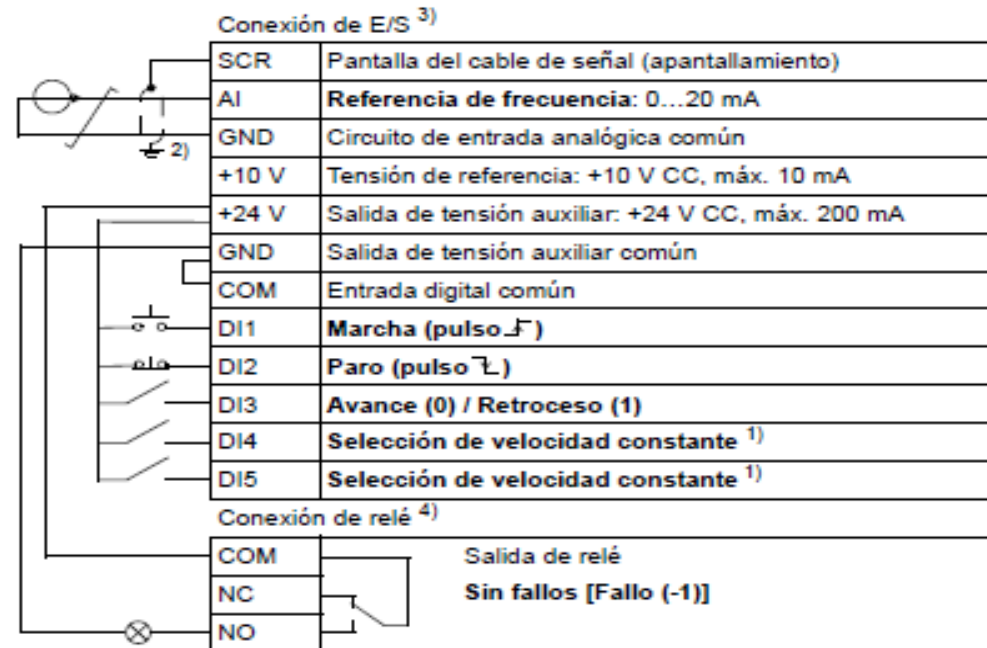 Conexión de E/S 3)
SCR Pantalla del cable de señal (apantallamiento)
AI Referencia de frecuencia: 0...20 mA
GND Circuito de entrada analógica común
2)
+10 V Tensión de referencia: +10 V CC, máx. 10 mA
+24 V Salida de tensión auxiliar: +24 V CC, máx. 200 mA
GND Salida de tensión auxiliar común
COM Entrada digital común
DI1 Marcha (pulso )
DI2 Paro (pulso )
DI3 Avance (0) / Retroceso (1)
DI4 Selección de velocidad constante 1)
DI5 Selección de velocidad constante 1)
Conexión de relé 4)
COM Salida de relé
NC Sin fallos [Fallo (-1)]
NO